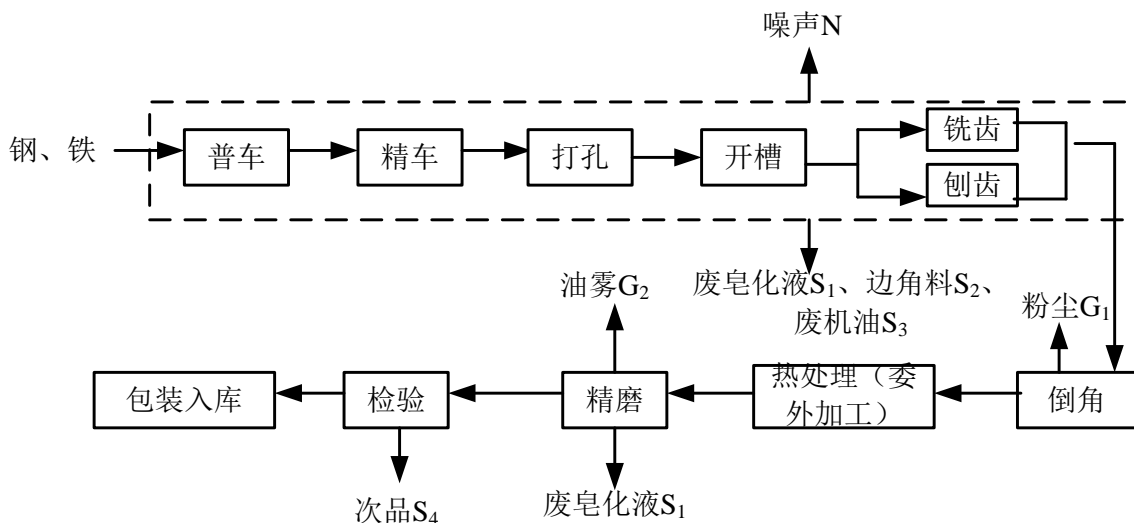 噪声N
钢、铁
普车
精车
打孔
开槽
铣齿
刨齿
废皂化液S₁、边角料S₂、
废机油S₃
油雾G₂
粉尘G₁
包装入库
检验
精磨
热处理（委
外加工）
倒角
次品S₄
废皂化液S₁